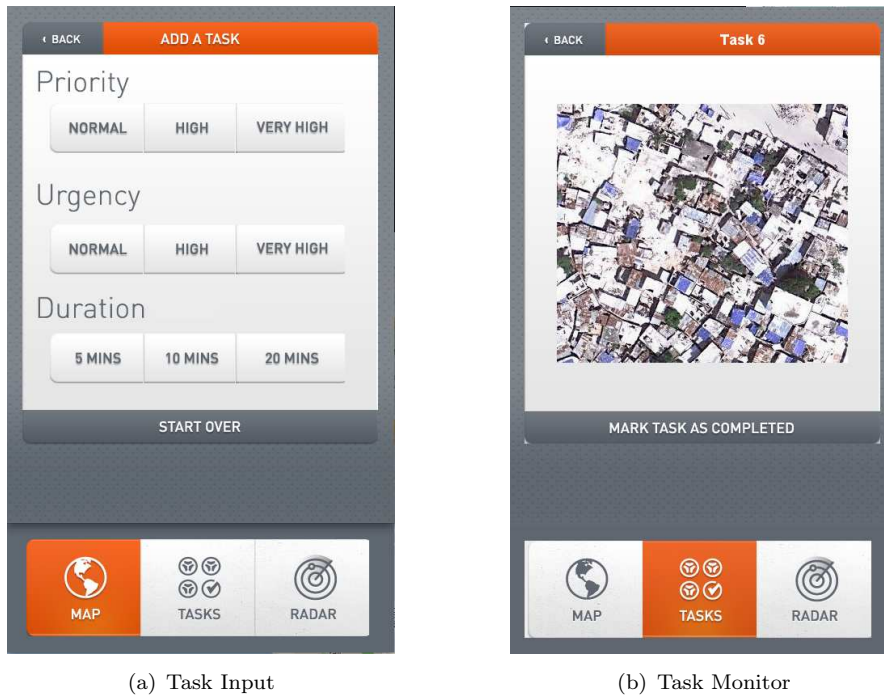 ‹ BACK ADD A TASK
Priority
NORMAL HIGH VERY HIGH
Urgency
NORMAL HIGH VERY HIGH
Duration
5 MINS 10 MINS 20 MINS
START OVER
MAP TASKS RADAR
(a) Task Input
‹ BACK Task 6
MARK TASK AS COMPLETED
MAP TASKS RADAR
(b) Task Monitor